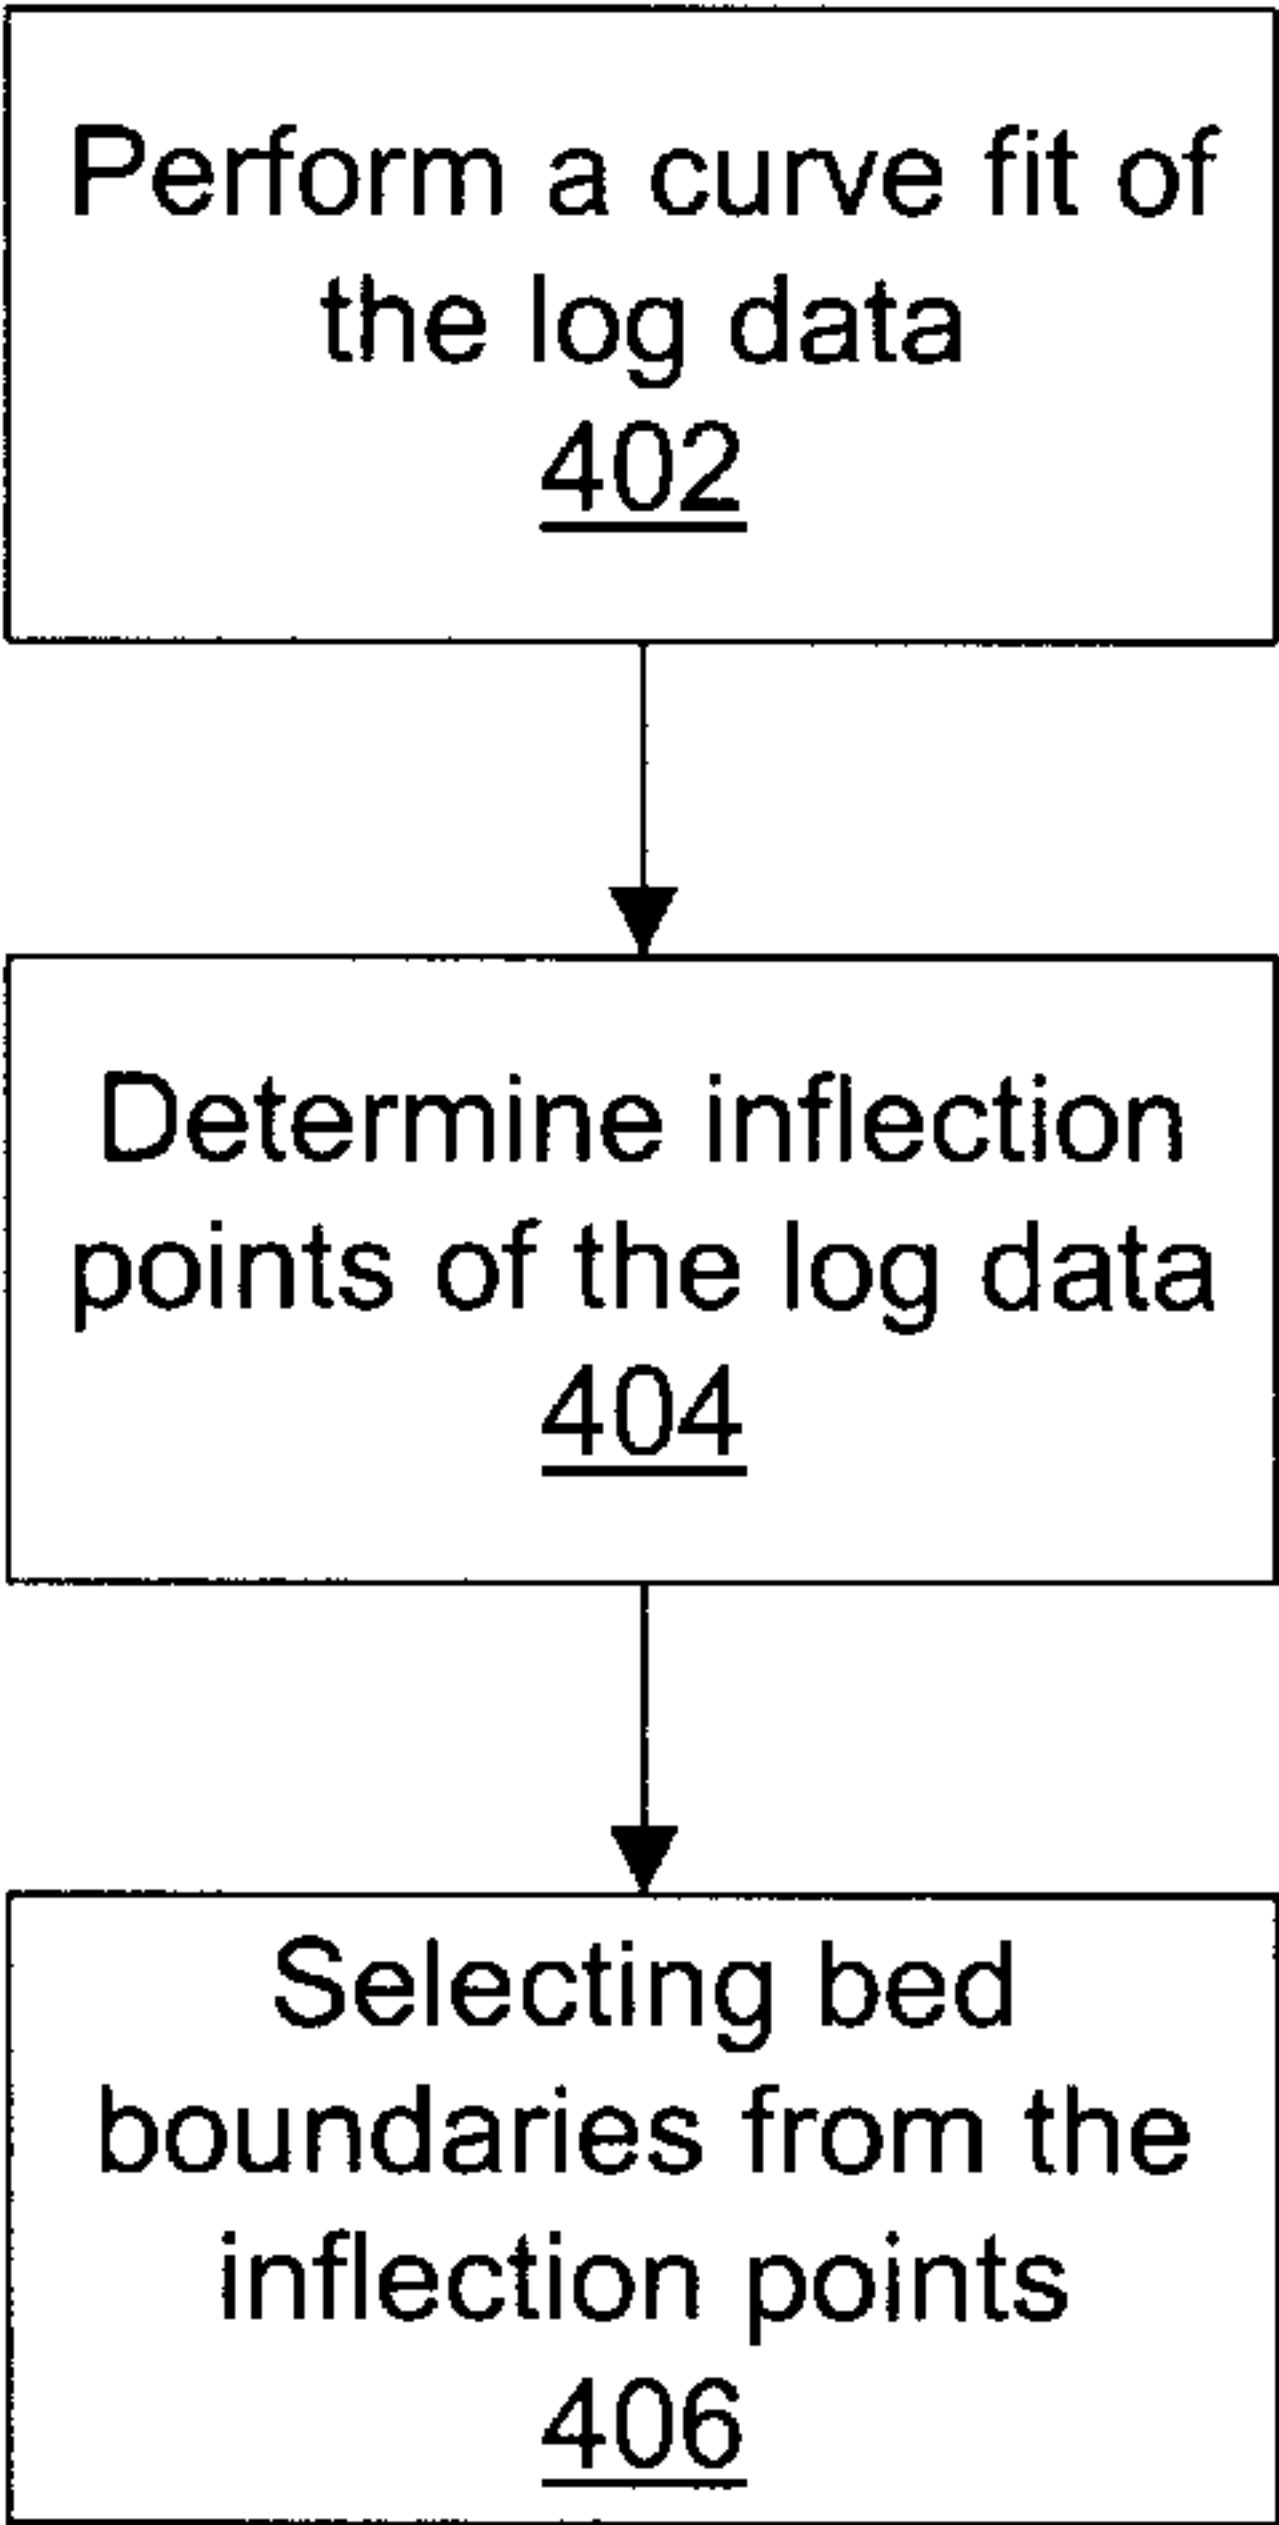 Perform a curve fit of
the log data
402
Determine inflection
points of the log data
404
Selecting bed
boundaries from the
inflection points
406